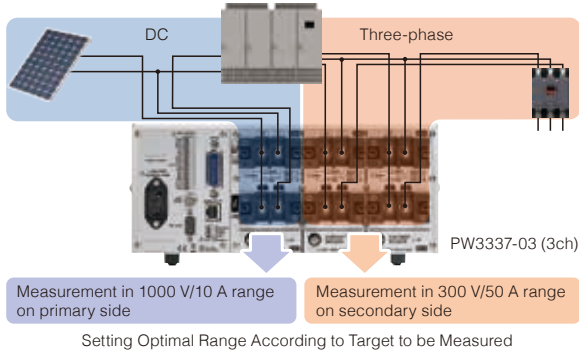 DC
Three-phase
PW3337-03 (3ch)
Measurement in 1000 V/10 A range
on primary side
Measurement in 300 V/50 A range
on secondary side
Setting Optimal Range According to Target to be Measured